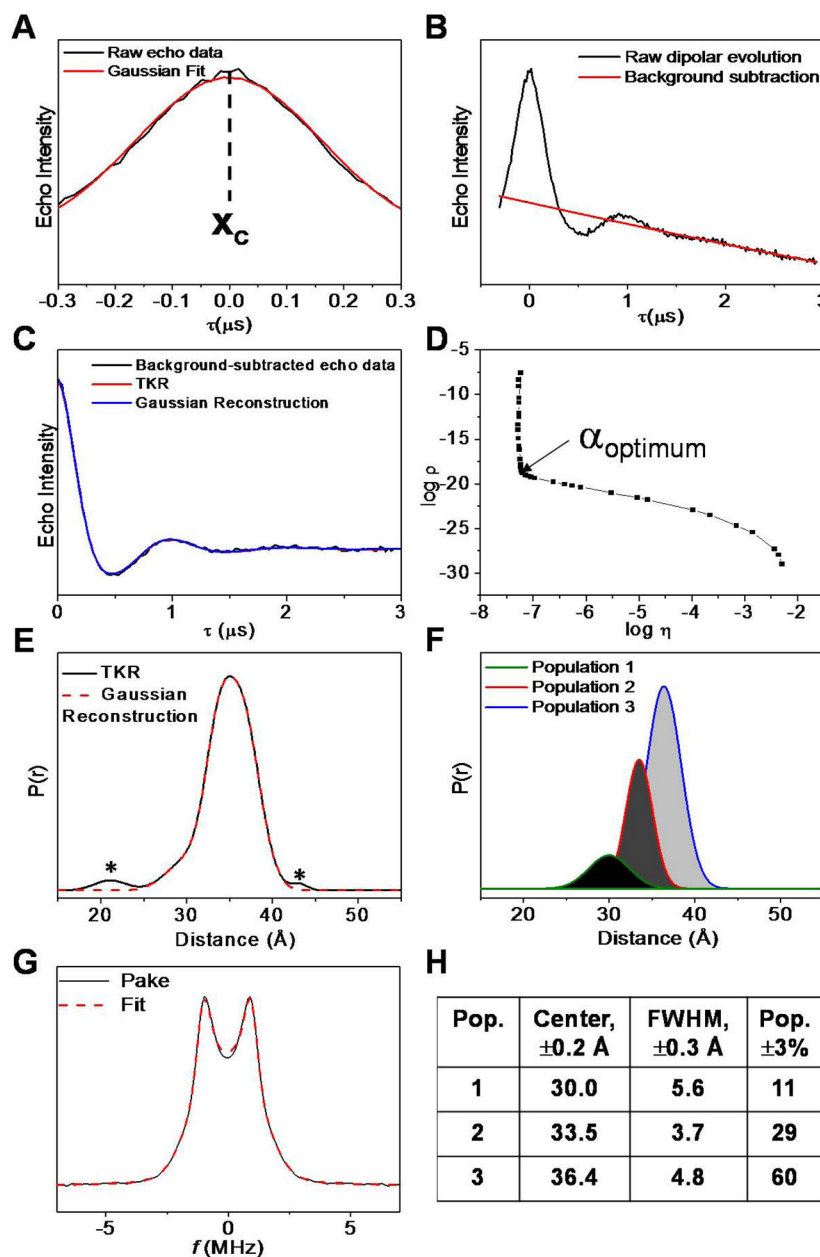 A
Raw echo data
Gaussian Fit
Echo Intensity
Xc
-0.3 -0.2 -0.1 0.0 0.1 0.2 0.3
τ(μs)
B
Raw dipolar evolution
Background subtraction
Echo Intensity
0 1 2 3
τ(μs)
C
Background-subtracted echo data
TKR
Gaussian Reconstruction
Echo Intensity
0 1 2 3
τ (μs)
D
-5
-10
-15
-20
-25
-30
log ρ
αoptimum
-8 -7 -6 -5 -4 -3 -2 -1
log η
E
TKR
Gaussian
Reconstruction
P(r)
* *
20 30 40 50
Distance (Å)
F
Population 1
Population 2
Population 3
P(r)
20 30 40 50
Distance (Å)
G
Pake
Fit
-5 0 5
f (MHz)
H
Pop. Center, ±0.2 Å FWHM, ±0.3 Å Pop. ±3%
1 30.0 5.6 11
2 33.5 3.7 29
3 36.4 4.8 60